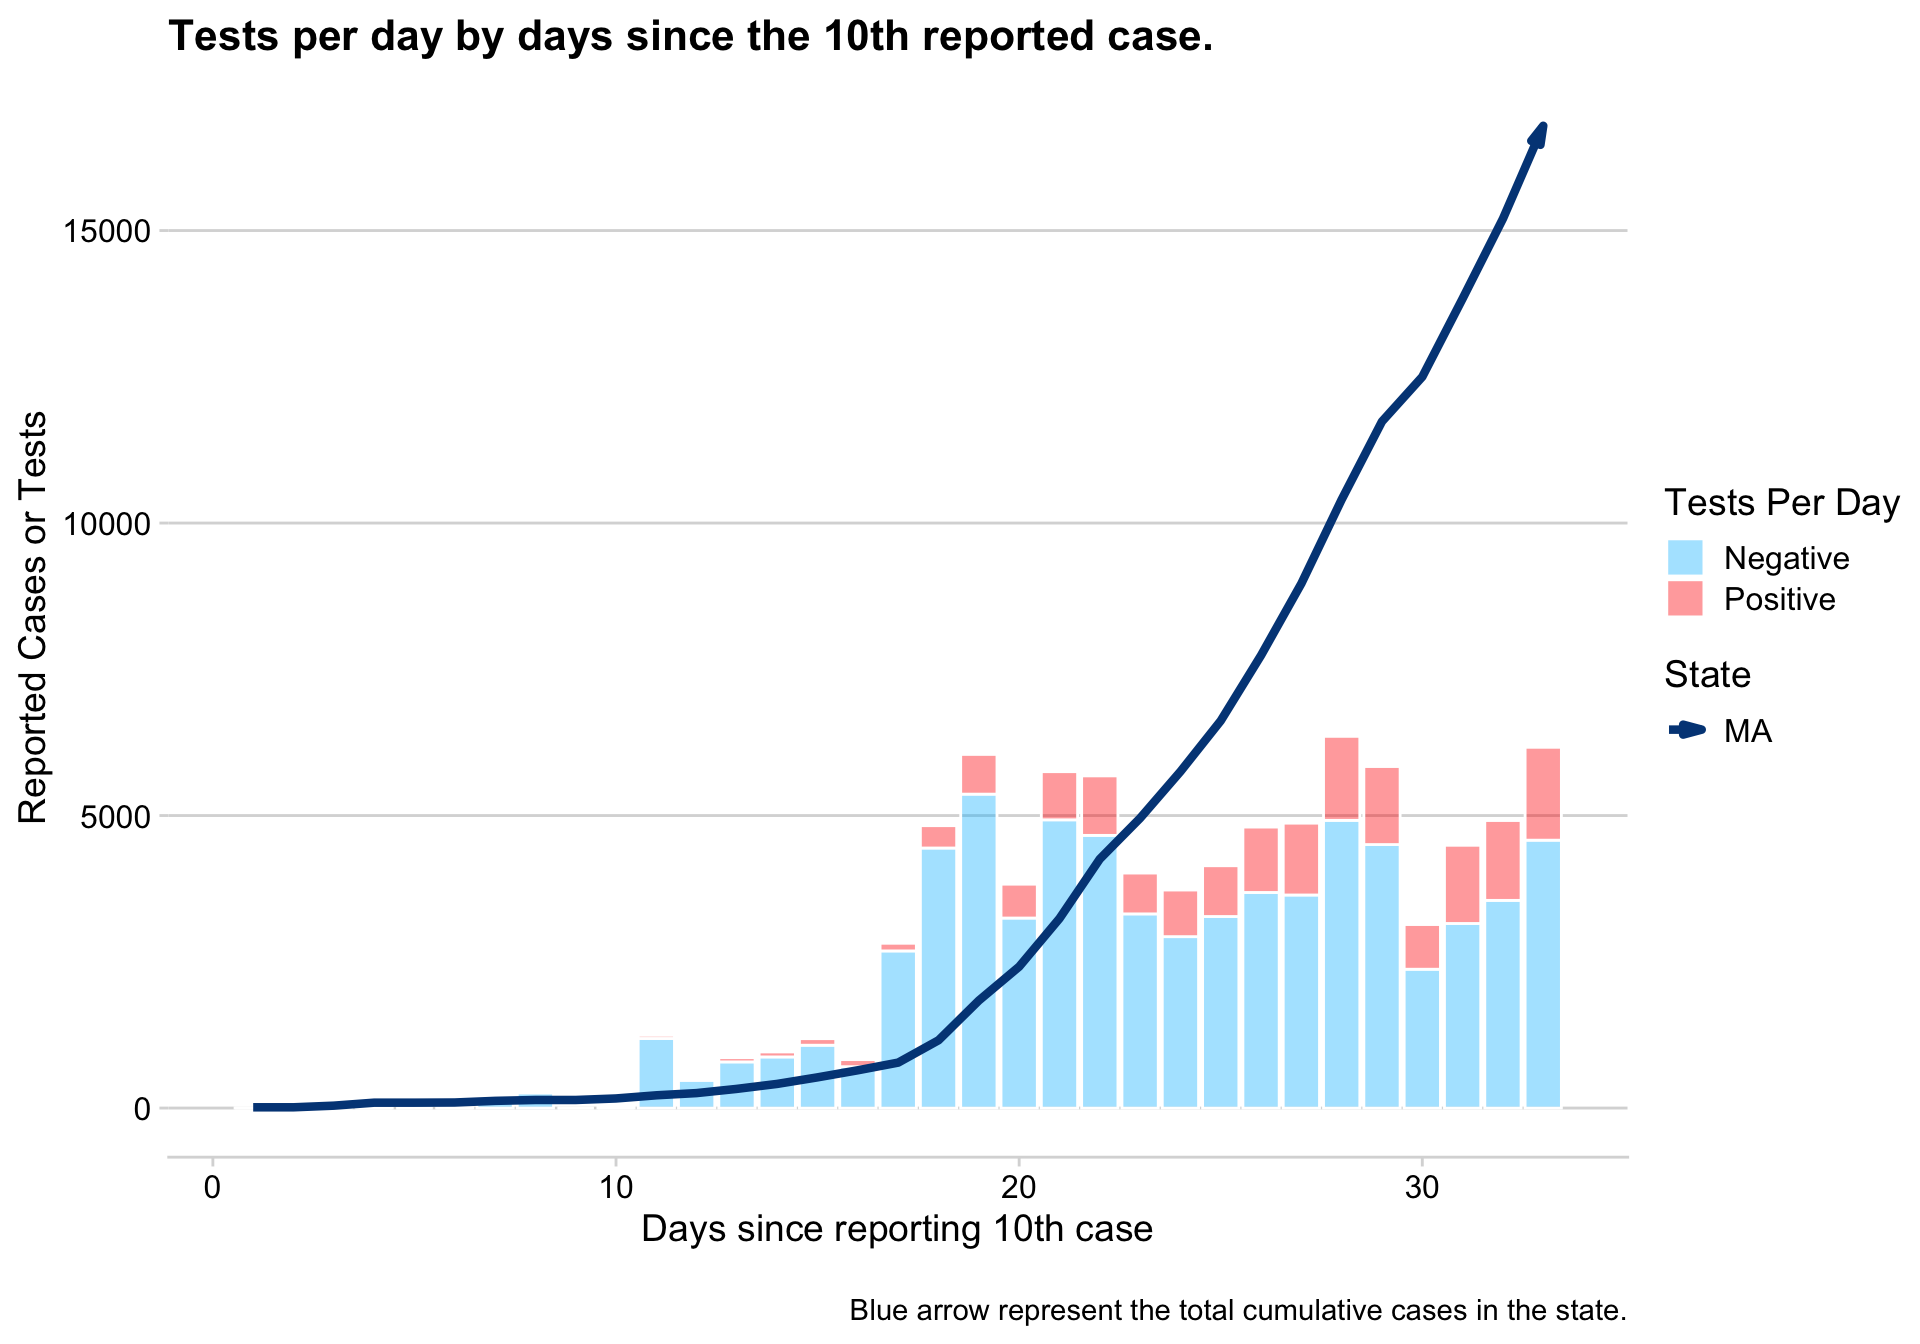 Tests per day by days since the 10th reported case.
15000
10000
5000
0
Reported Cases or Tests
0
10
20
30
Days since reporting 10th case
Tests Per Day
Negative
Positive
State
MA
Blue arrow represent the total cumulative cases in the state.